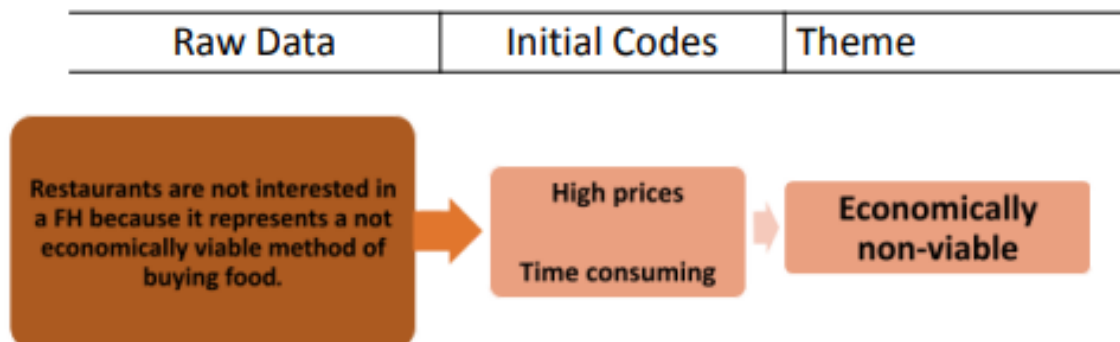 Raw Data
Initial Codes
Theme
Restaurants are not interested in
a FH because it represents a not
economically viable method of
buying food.
High prices
Time consuming
Economically
non-viable